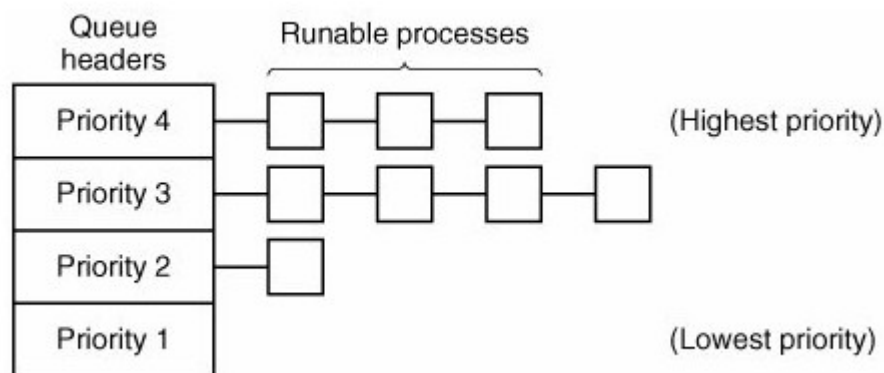 Queue
headers
Runable processes
Priority 4
(Highest priority)
Priority 3
Priority 2
Priority 1
(Lowest priority)